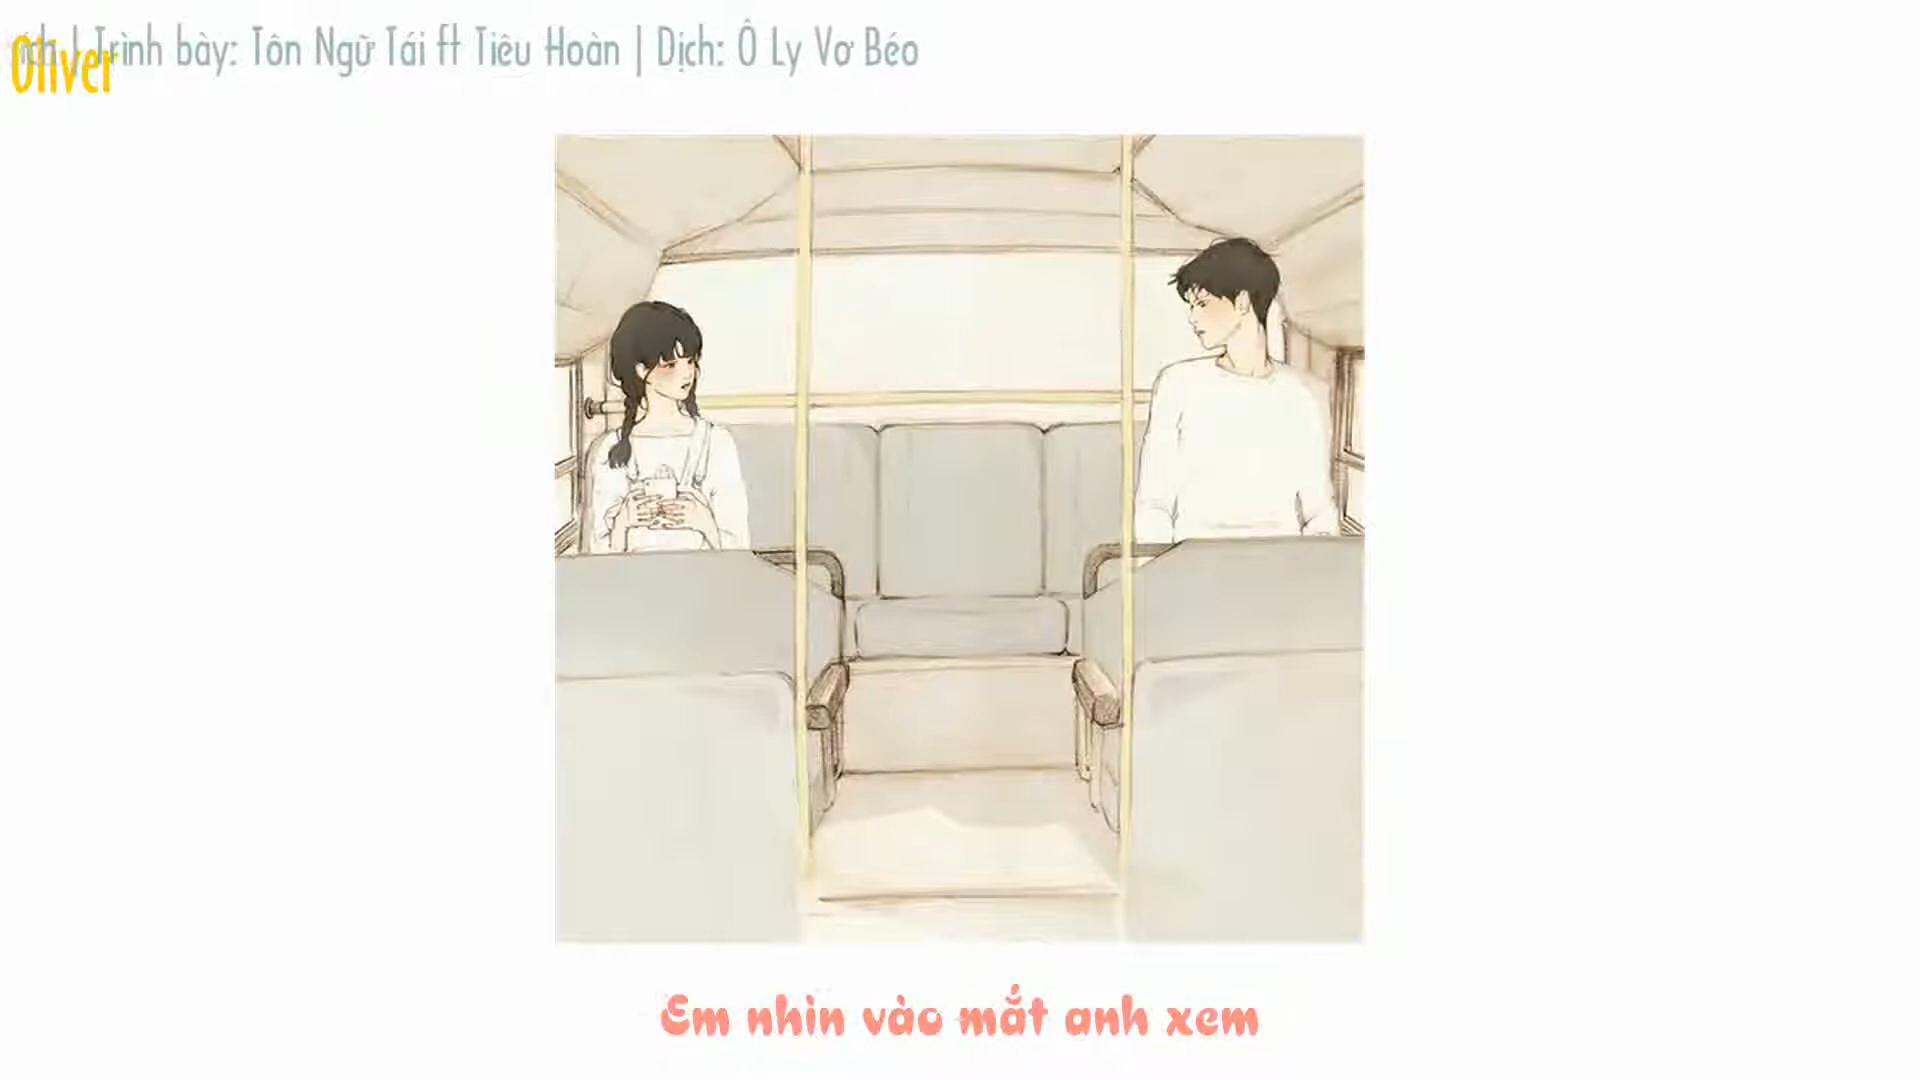 | Trình bày: Tôn Ngữ Tái ft Tiêu Hoàn | Dịch: Ô Ly Vơ Béo
Oliver
Em nhìn vào mắt anh xem